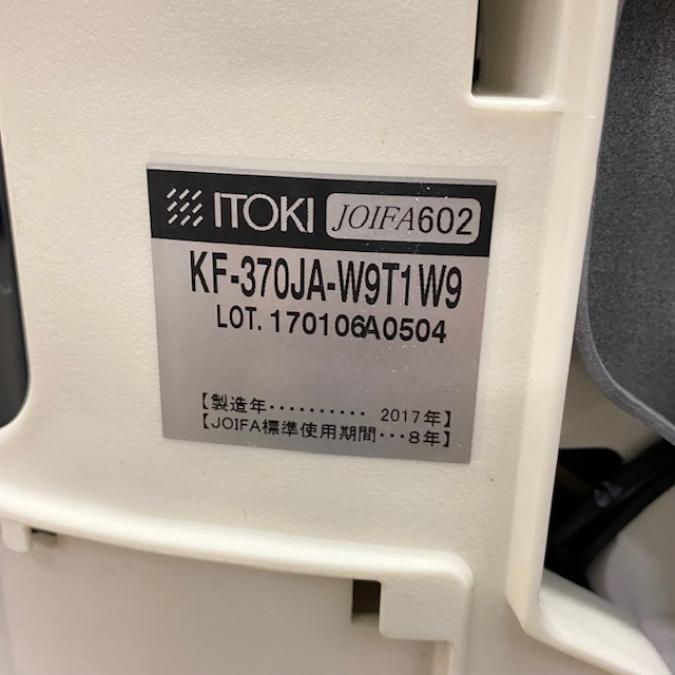 ITOKI JOIFA602
KF-370JA-W9T1W9
LOT. 170106A0504
【製造年‥‥‥‥‥ 2017年】
【JOIFA標準使用期間‥‥8年】